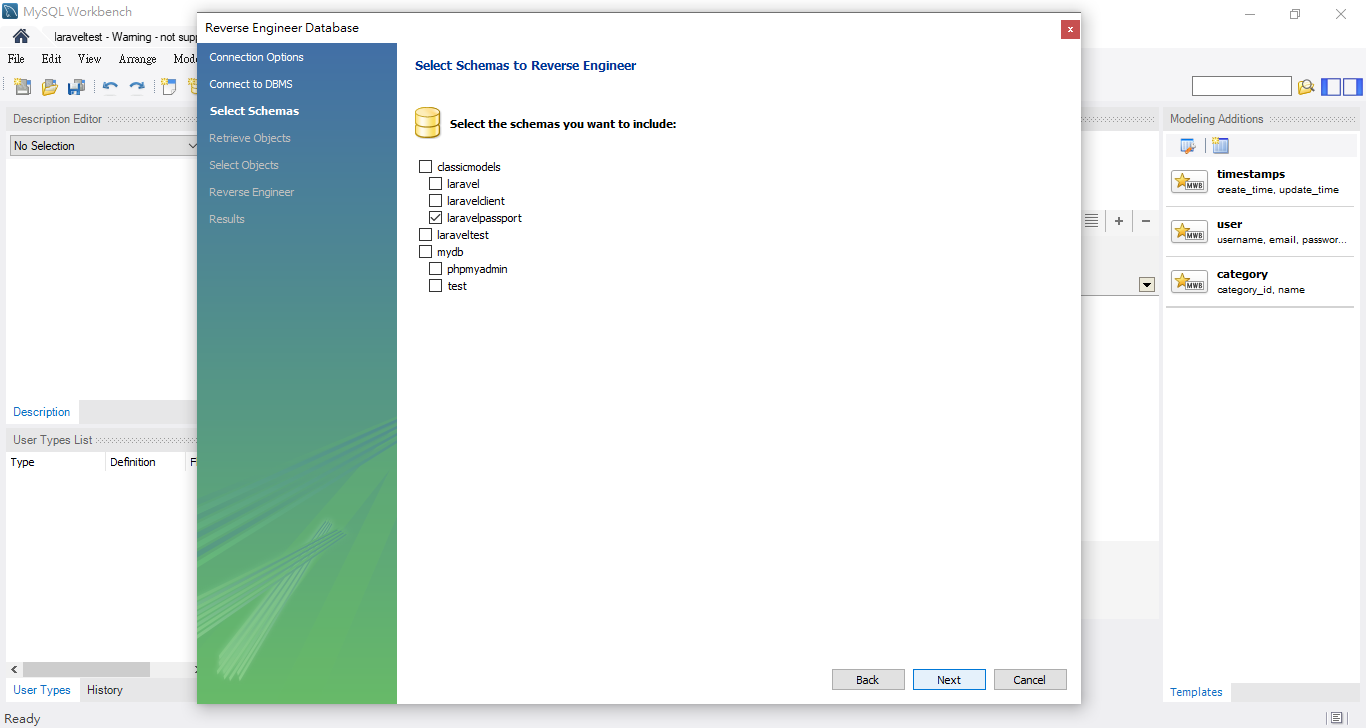 MySQL Workbench
laraveltest - Warning - not supp
File Edit View Arrange Mode
Description Editor
No Selection
Description
User Types List
Type Definition Fl
User Types History
Ready
Reverse Engineer Database
x
Connection Options
Connect to DBMS
Select Schemas
Retrieve Objects
Select Objects
Reverse Engineer
Results
Select Schemas to Reverse Engineer
Select the schemas you want to include:
classicmodels
laravel
laravelclient
laravelpassport
laraveltest
mydb
phpmyadmin
test
Back Next Cancel
Modeling Additions
MWB
timestamps
create_time, update_time
MWB
user
username, email, passwor...
MWB
category
category_id, name
Templates